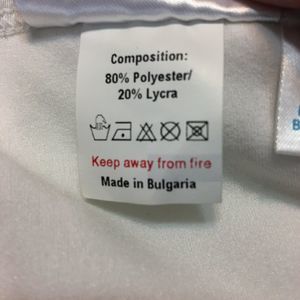 Composition:
80% Polyester/
20% Lycra
Keep away from fire
Made in Bulgaria
B